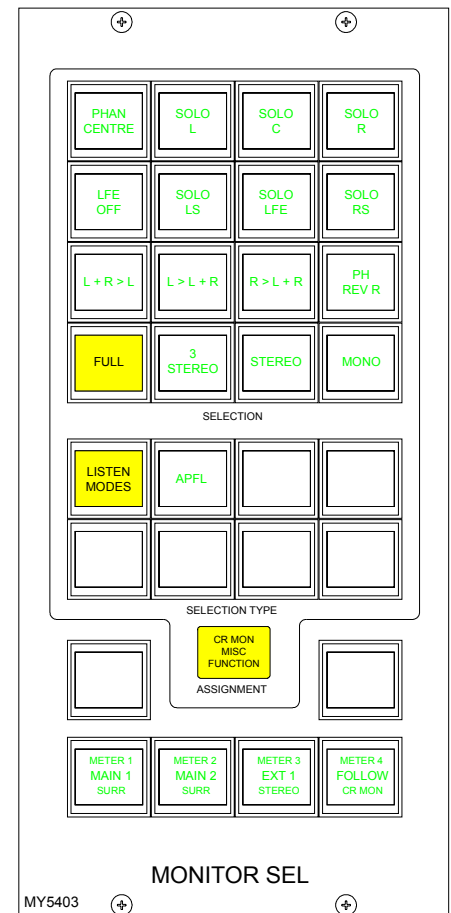 PHAN
CENTRE
SOLO
L
SOLO
C
SOLO
R
LFE
OFF
SOLO
LS
SOLO
LFE
SOLO
RS
L + R > L
L > L + R
R > L + R
PH
REV R
FULL
3
STEREO
STEREO
MONO
SELECTION
LISTEN
MODES
APFL
SELECTION TYPE
CR MON
MISC
FUNCTION
ASSIGNMENT
METER 1
MAIN 1
SURR
METER 2
MAIN 2
SURR
METER 3
EXT 1
STEREO
METER 4
FOLLOW
CR MON
MONITOR SEL
MY5403